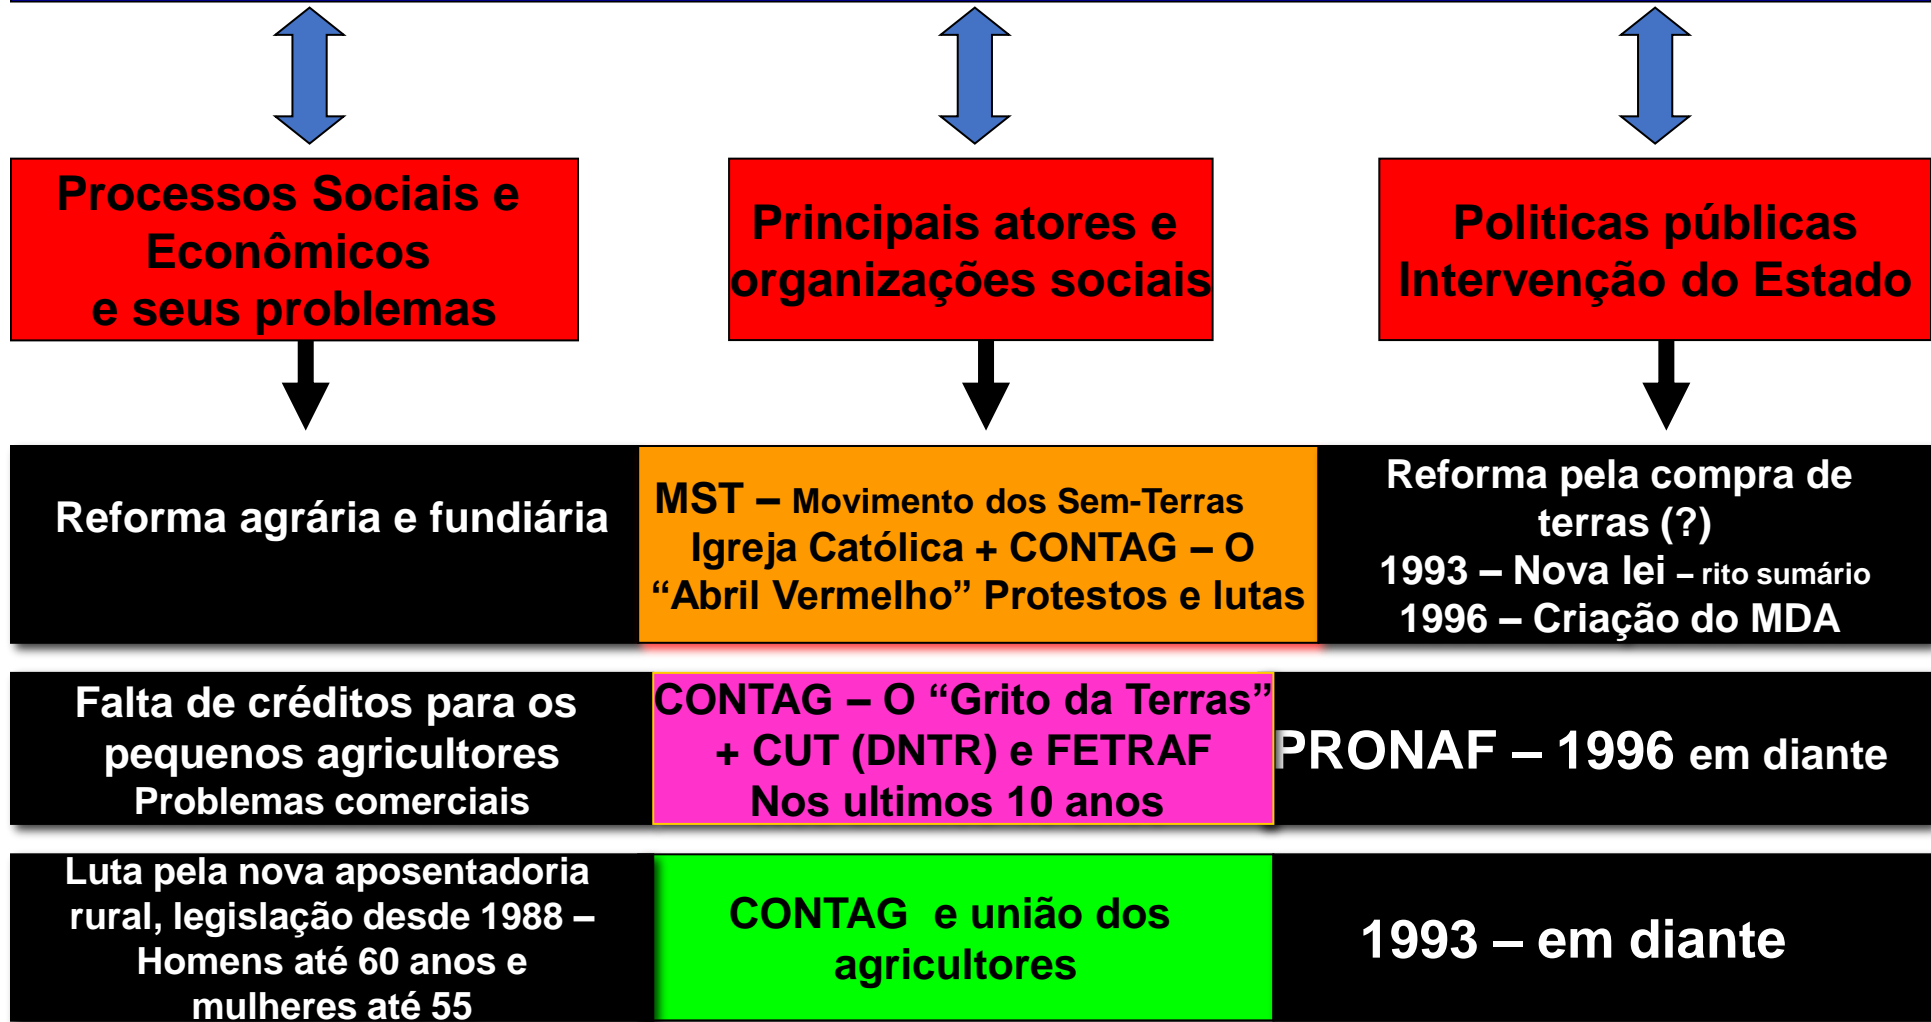 Processos Sociais e
Econômicos
e seus problemas
Principais atores e
organizações sociais
Politicas públicas
Intervenção do Estado
Reforma agrária e fundiária
MST – Movimento dos Sem-Terras
Igreja Católica + CONTAG – O
“Abril Vermelho” Protestos e lutas
Reforma pela compra de
terras (?)
1993 – Nova lei – rito sumário
1996 – Criação do MDA
Falta de créditos para os
pequenos agricultores
Problemas comerciais
CONTAG – O “Grito da Terras”
+ CUT (DNTR) e FETRAF
Nos ultimos 10 anos
PRONAF – 1996 em diante
Luta pela nova aposentadoria
rural, legislação desde 1988 –
Homens até 60 anos e
mulheres até 55
CONTAG e união dos
agricultores
1993 – em diante